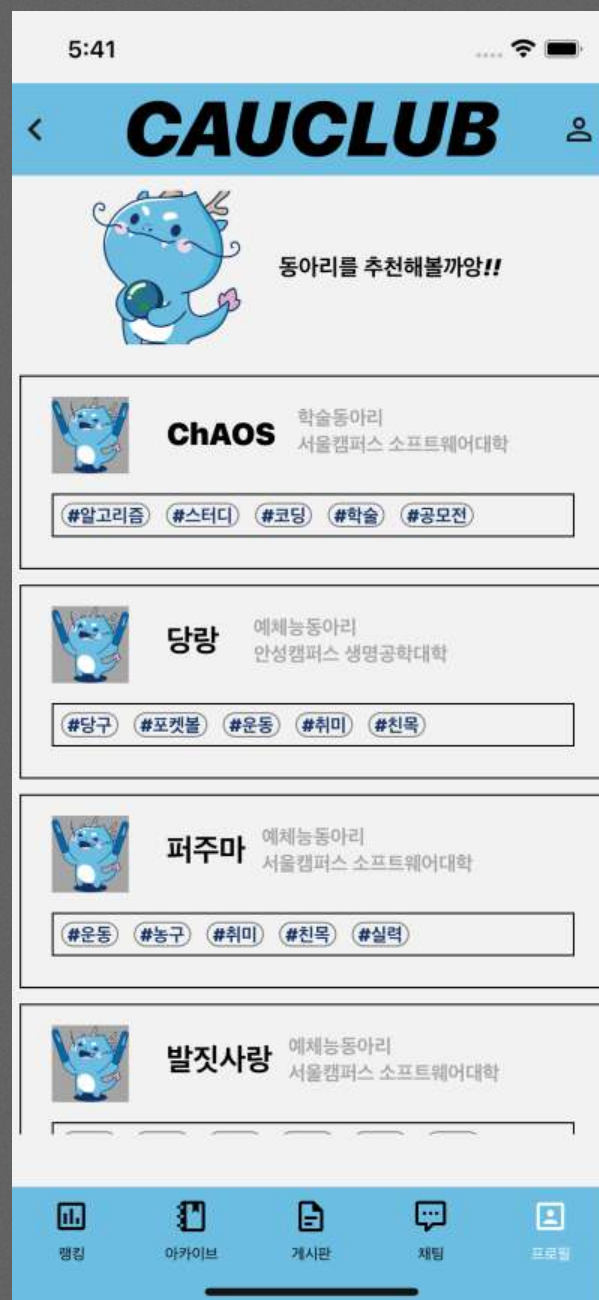 5:41
CAUCLUB
동아리를 추천해볼까앙!!
ChAOS
학술동아리
서울캠퍼스 소프트웨어대학
#알고리즘 #스터디 #코딩 #학술 #공모전
당랑
예체능동아리
안성캠퍼스 생명공학대학
#당구 #포켓볼 #운동 #취미 #친목
퍼주마
예체능동아리
서울캠퍼스 소프트웨어대학
#운동 #농구 #취미 #친목 #실력
발짓사랑
예체능동아리
서울캠퍼스 소프트웨어대학
랭킹 아카이브 게시판 채팅 프로필